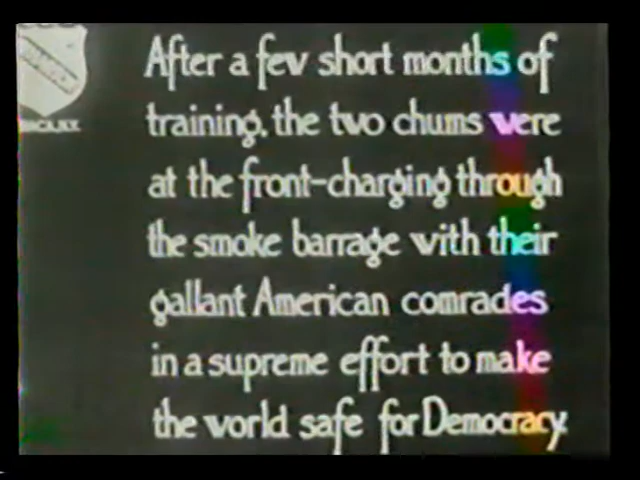 After a few short months of
training, the two chums were
at the front-charging through
the smoke barrage with their
gallant American comrades
in a supreme effort to make
the world safe for Democracy.